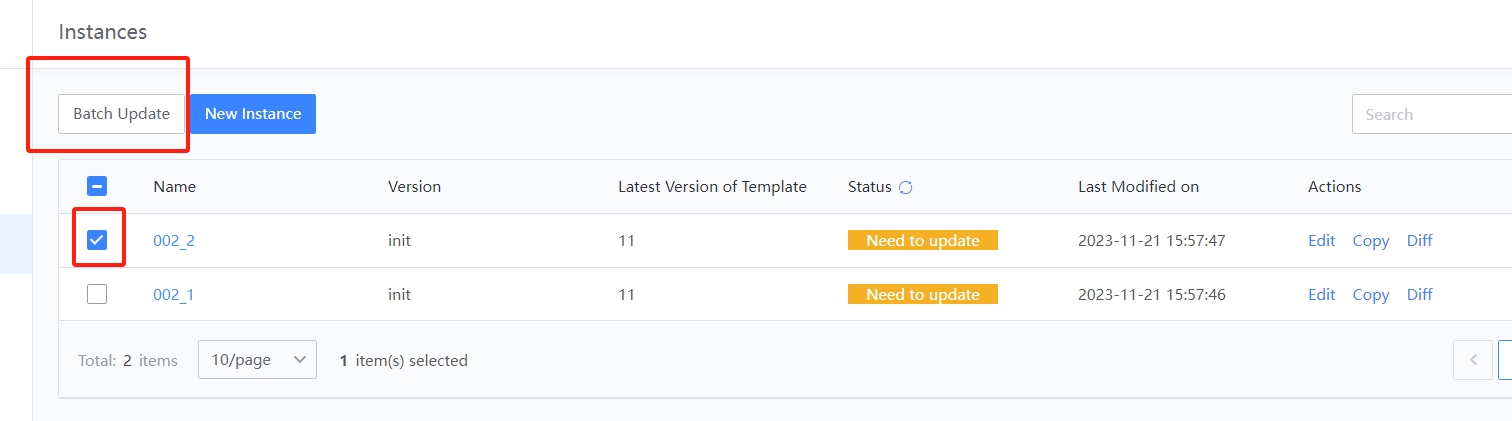 Instances
Batch Update New Instance Search
Name Version Latest Version of Template Status Last Modified on Actions
002_2 init 11 Need to update 2023-11-21 15:57:47 Edit Copy Diff
002_1 init 11 Need to update 2023-11-21 15:57:46 Edit Copy Diff
Total: 2 items 10/page 1 item(s) selected